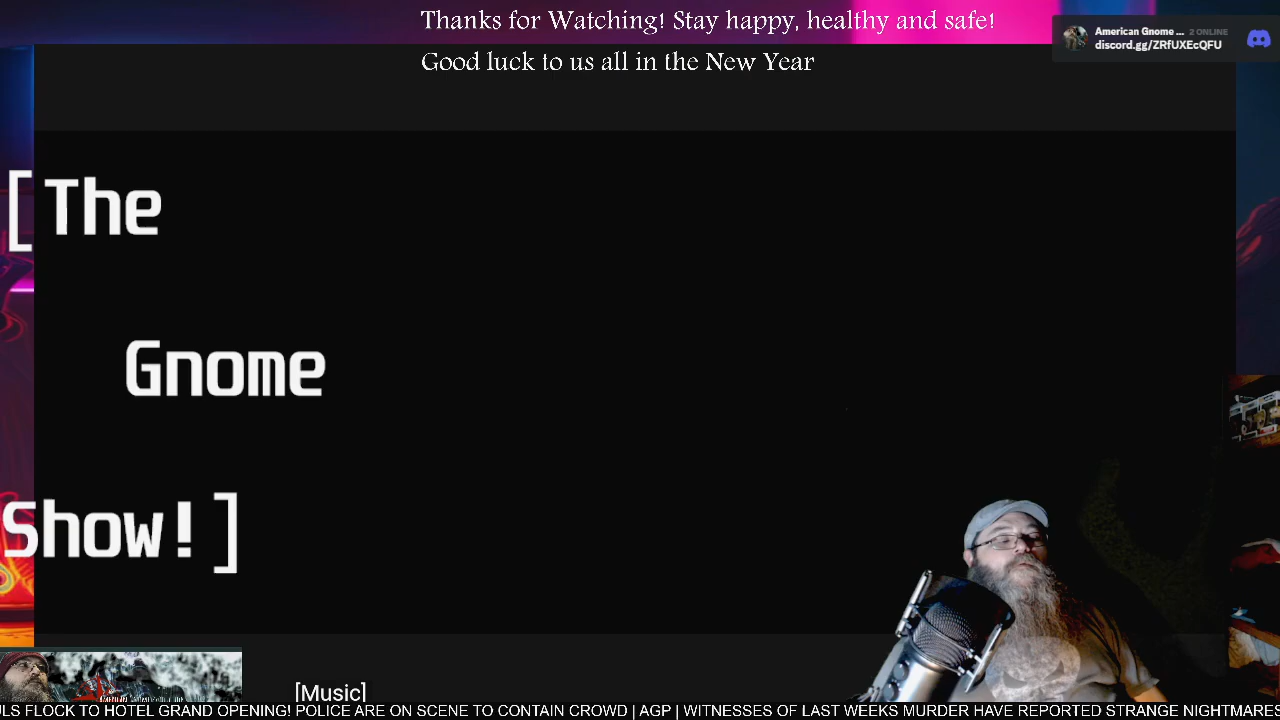 Thanks for Watching! Stay happy, healthy and safe!
Good luck to us all in the New Year
American Gnome ... 2 ONLINE
discord.gg/ZRfUXEcQFU
[The
Gnome
Show!]
[Music]
ULS FLOCK TO HOTEL GRAND OPENING! POLICE ARE ON SCENE TO CONTAIN CROWD | AGP | WITNESSES OF LAST WEEKS MURDER HAVE REPORTED STRANGE NIGHTMARES